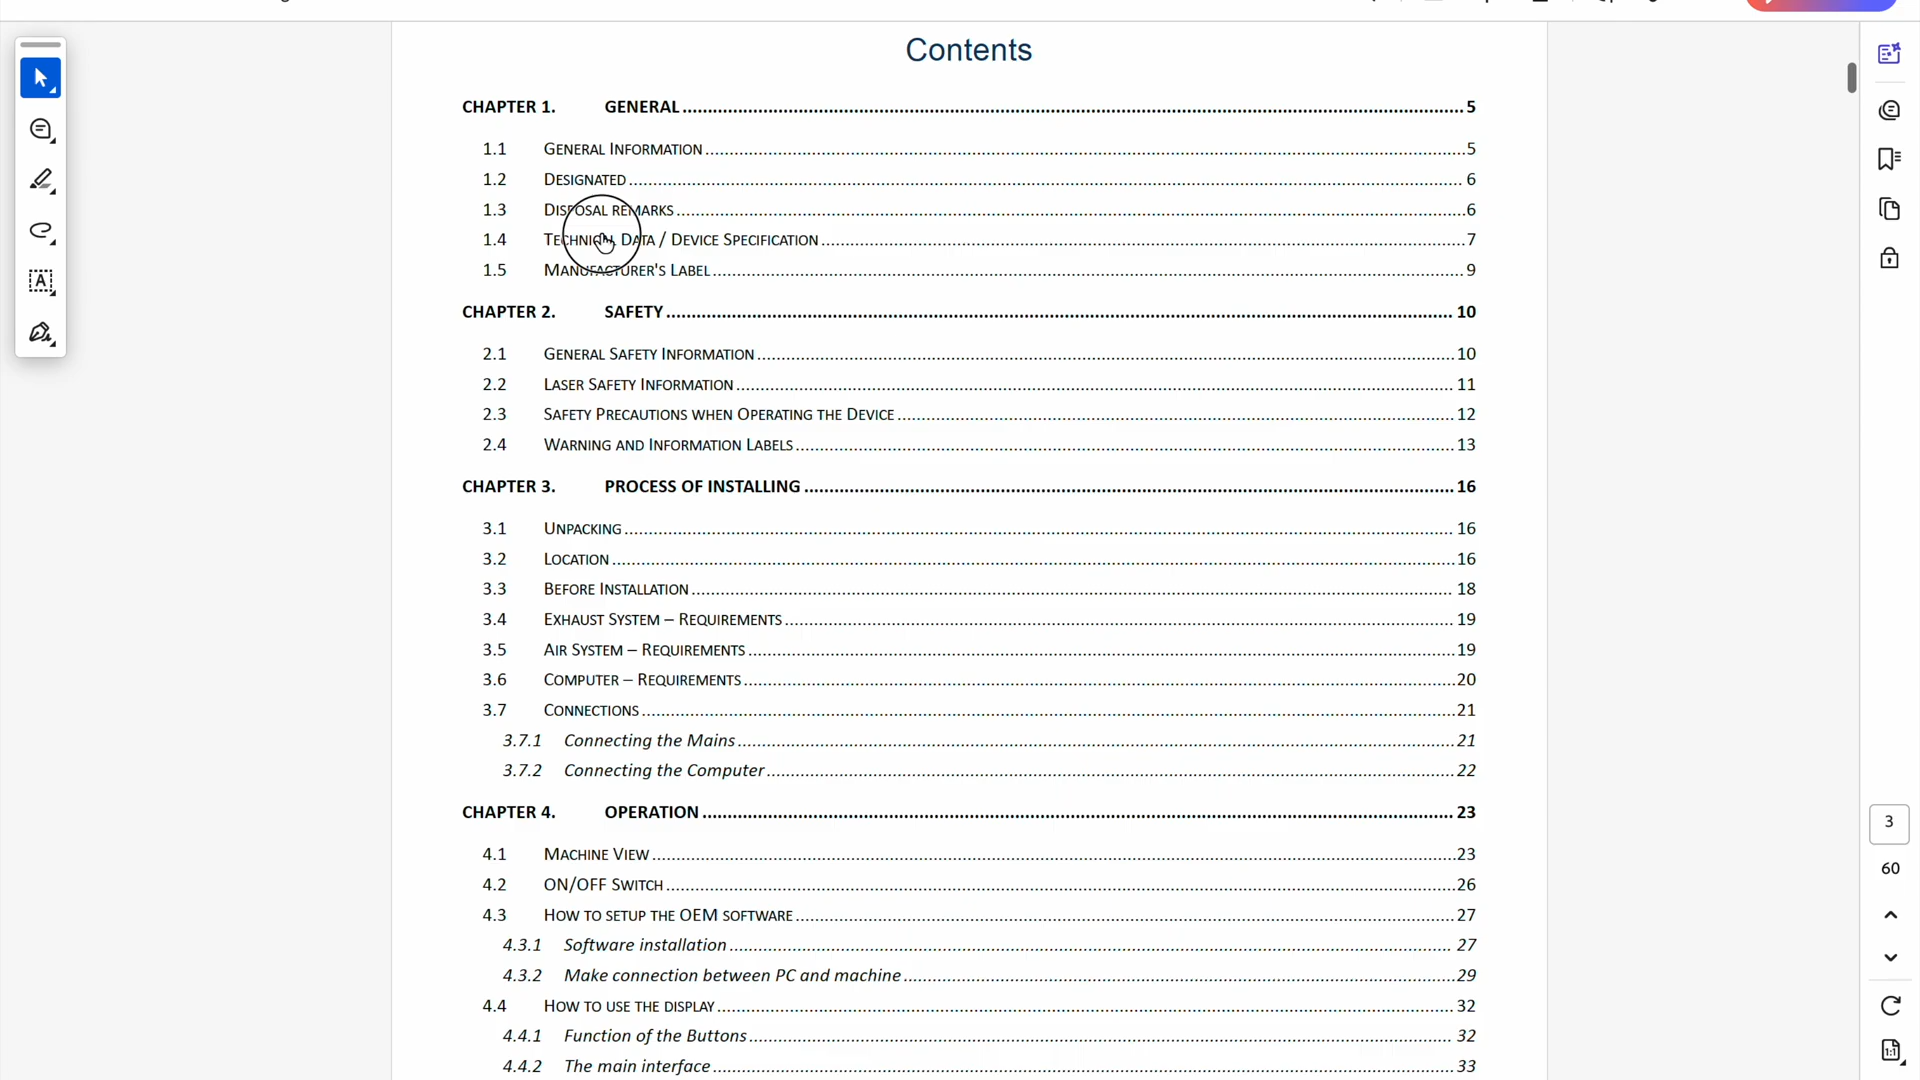 Contents
CHAPTER 1. GENERAL 5
1.1 GENERAL INFORMATION 5
1.2 DESIGNATED 6
1.3 DISPOSAL REMARKS 6
1.4 TECHNICAL DATA / DEVICE SPECIFICATION 7
1.5 MANUFACTURER'S LABEL 9
CHAPTER 2. SAFETY 10
2.1 GENERAL SAFETY INFORMATION 10
2.2 LASER SAFETY INFORMATION 11
2.3 SAFETY PRECAUTIONS WHEN OPERATING THE DEVICE 12
2.4 WARNING AND INFORMATION LABELS 13
CHAPTER 3. PROCESS OF INSTALLING 16
3.1 UNPACKING 16
3.2 LOCATION 16
3.3 BEFORE INSTALLATION 18
3.4 EXHAUST SYSTEM – REQUIREMENTS 19
3.5 AIR SYSTEM – REQUIREMENTS 19
3.6 COMPUTER – REQUIREMENTS 20
3.7 CONNECTIONS 21
3.7.1 Connecting the Mains 21
3.7.2 Connecting the Computer 22
CHAPTER 4. OPERATION 23
4.1 MACHINE VIEW 23
4.2 ON/OFF SWITCH 26
4.3 HOW TO SETUP THE OEM SOFTWARE 27
4.3.1 Software installation 27
4.3.2 Make connection between PC and machine 29
4.4 HOW TO USE THE DISPLAY 32
4.4.1 Function of the Buttons 32
4.4.2 The main interface 33
3
60
1:1